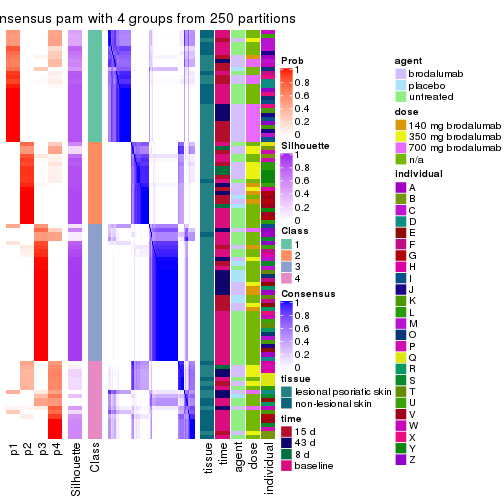 nsensus pam with 4 groups from 250 partitions
p1
p2
p3
p4
Silhouette
Class
tissue
time
agent
dose
individual
Prob
1
0.8
0.6
0.4
0.2
0
Silhouette
1
0.8
0.6
0.4
0.2
0
Class
1
2
3
4
Consensus
1
0.8
0.6
0.4
0.2
0
tissue
lesional psoriatic skin
non-lesional skin
time
15 d
43 d
8 d
baseline
agent
brodalumab
placebo
untreated
dose
140 mg brodalumab
350 mg brodalumab
700 mg brodalumab
n/a
individual
A
B
C
D
E
F
G
H
I
J
K
L
M
O
P
Q
R
S
T
U
V
W
X
Y
Z